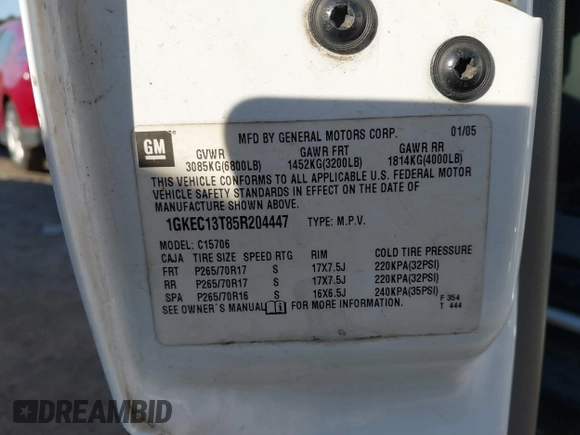 GM
MFD BY GENERAL MOTORS CORP. 01/05
GVWR GAWR FRT GAWR RR
3085KG(6800LB) 1452KG(3200LB) 1814KG(4000LB)
THIS VEHICLE CONFORMS TO ALL APPLICABLE U.S. FEDERAL MOTOR
VEHICLE SAFETY STANDARDS IN EFFECT ON THE DATE OF
MANUFACTURE SHOWN ABOVE.
1GKEC13T85R204447 TYPE: M.P.V.
MODEL: C15706
CAJA TIRE SIZE SPEED RTG RIM COLD TIRE PRESSURE
FRT P265/70R17 S 17X7.5J 220KPA(32PSI)
RR P265/70R17 S 17X7.5J 220KPA(32PSI)
SPA P265/70R16 S 16X6.5J 240KPA(35PSI)
SEE OWNER'S MANUAL FOR MORE INFORMATION.
F 354
T 444
DREAMBID